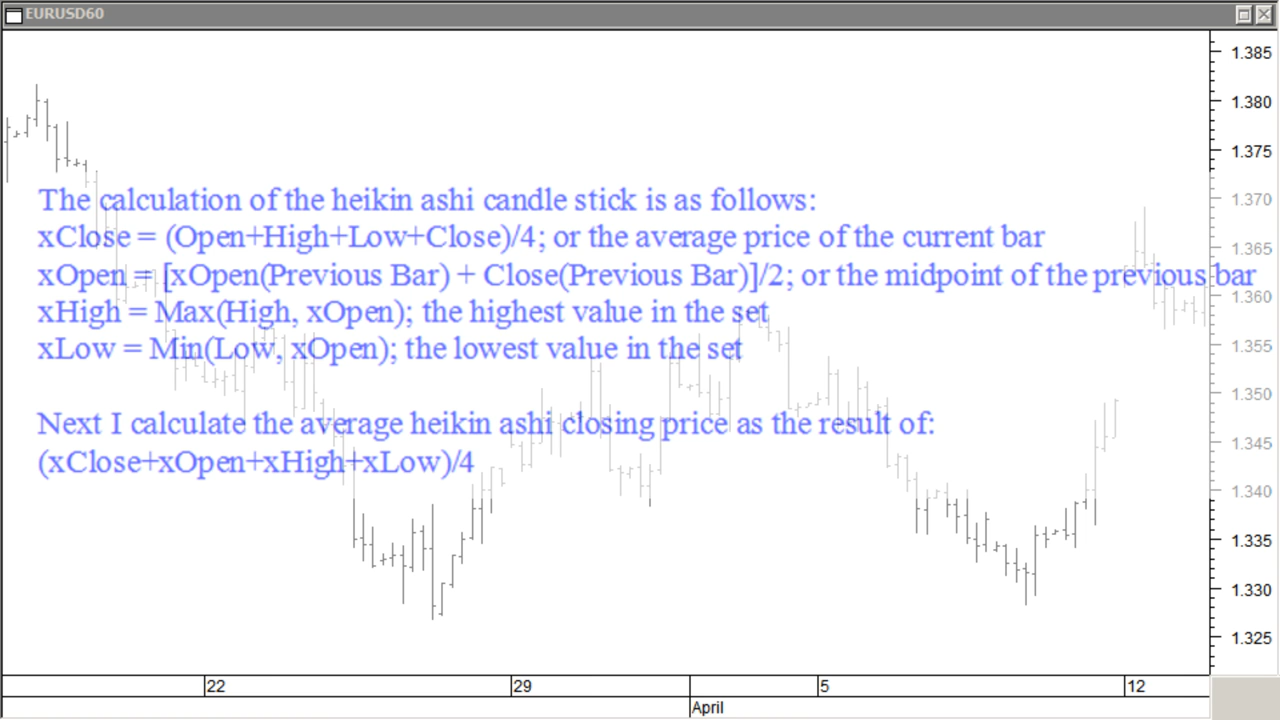 EURUSD60
1.385
1.380
1.375
The calculation of the heikin ashi candle stick is as follows:
1.370
xClose = (Open+High+Low+Close)/4; or the average price of the current bar
1.365
xOpen = [xOpen(Previous Bar) + Close(Previous Bar)]/2; or the midpoint of the previous bar
1.360
xHigh = Max(High, xOpen); the highest value in the set
xLow = Min(Low, xOpen); the lowest value in the set
1.355
1.350
Next I calculate the average heikin ashi closing price as the result of:
1.345
(xClose+xOpen+xHigh+xLow)/4
1.340
1.335
1.330
1.325
22 29 5 12
April